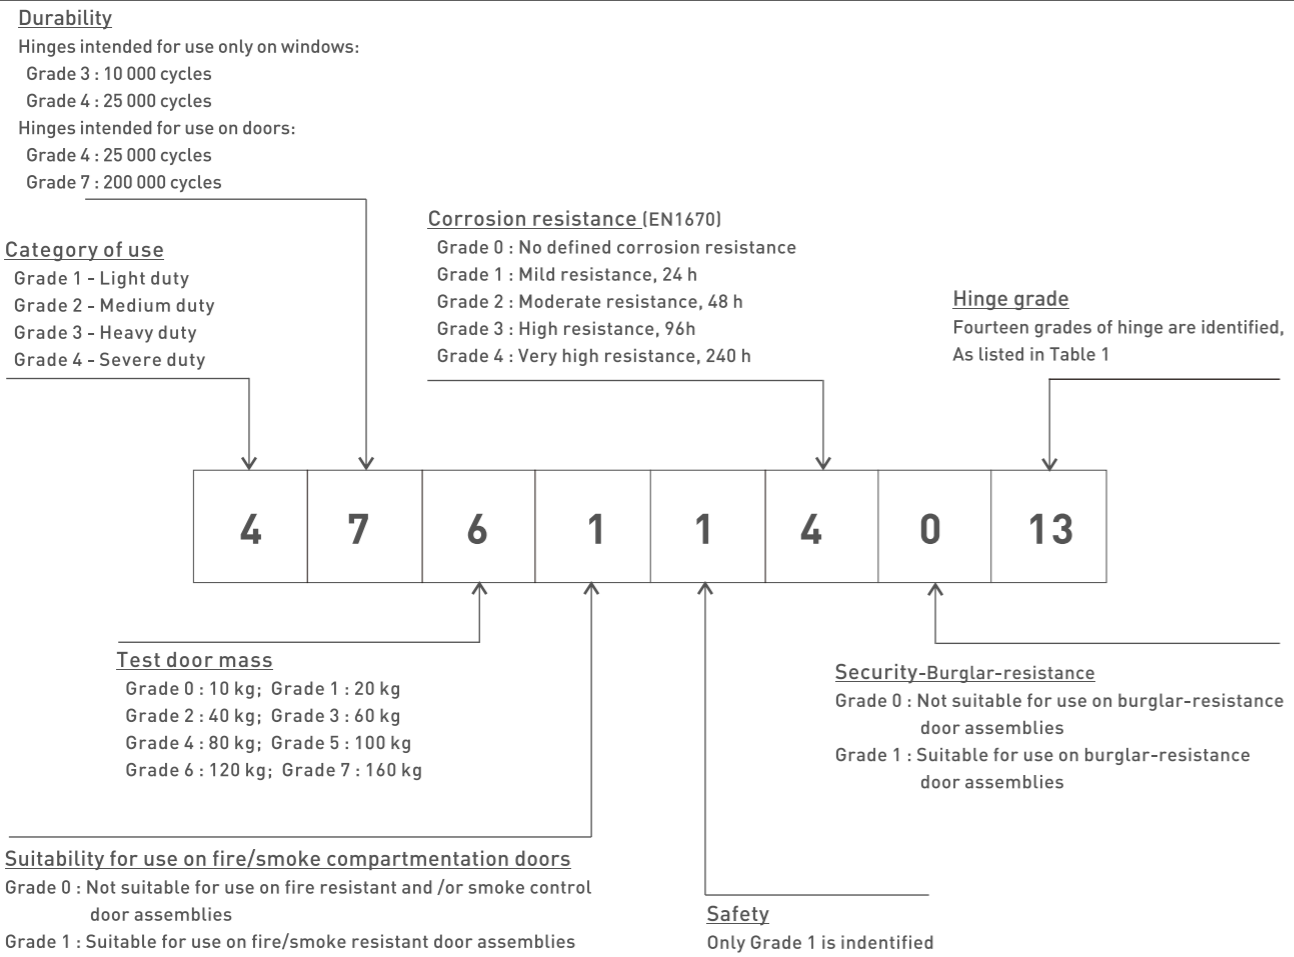 Durability
Hinges intended for use only on windows:
Grade 3 : 10 000 cycles
Grade 4 : 25 000 cycles
Hinges intended for use on doors:
Grade 4 : 25 000 cycles
Grade 7 : 200 000 cycles
Category of use
Grade 1 - Light duty
Grade 2 - Medium duty
Grade 3 - Heavy duty
Grade 4 - Severe duty
Corrosion resistance (EN1670)
Grade 0 : No defined corrosion resistance
Grade 1 : Mild resistance, 24 h
Grade 2 : Moderate resistance, 48 h
Grade 3 : High resistance, 96h
Grade 4 : Very high resistance, 240 h
Hinge grade
Fourteen grades of hinge are identified,
As listed in Table 1
4 7 6 1 1 4 0 13
Test door mass
Grade 0 : 10 kg; Grade 1 : 20 kg
Grade 2 : 40 kg; Grade 3 : 60 kg
Grade 4 : 80 kg; Grade 5 : 100 kg
Grade 6 : 120 kg; Grade 7 : 160 kg
Security-Burglar-resistance
Grade 0 : Not suitable for use on burglar-resistance
door assemblies
Grade 1 : Suitable for use on burglar-resistance
door assemblies
Suitability for use on fire/smoke compartmentation doors
Grade 0 : Not suitable for use on fire resistant and /or smoke control
door assemblies
Grade 1 : Suitable for use on fire/smoke resistant door assemblies
Safety
Only Grade 1 is indentified